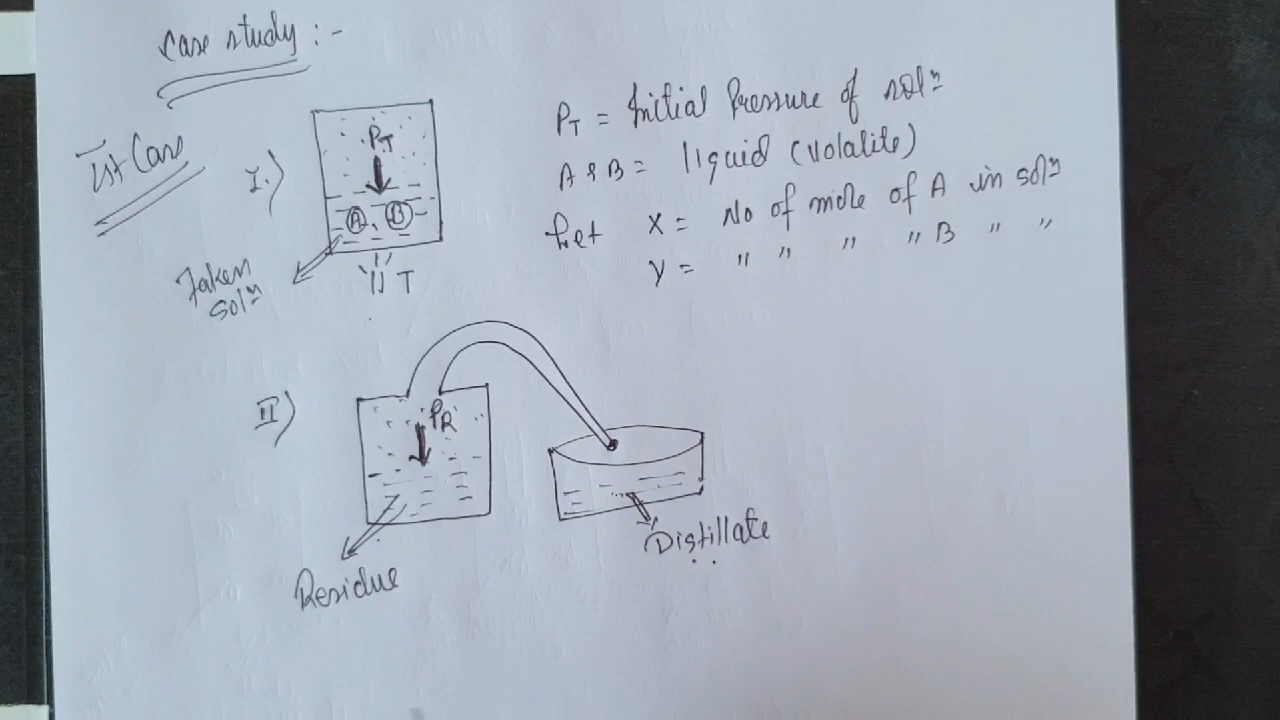 Case study :-
Ist Case
I.)
PT
A, B
T
Taken
Solⁿ
PT = Initial Pressure of solⁿ
A & B = liquid (volalite)
Let X = No of mole of A in solⁿ
Y = " " " " B " "
II)
PR
Residue
Distillate